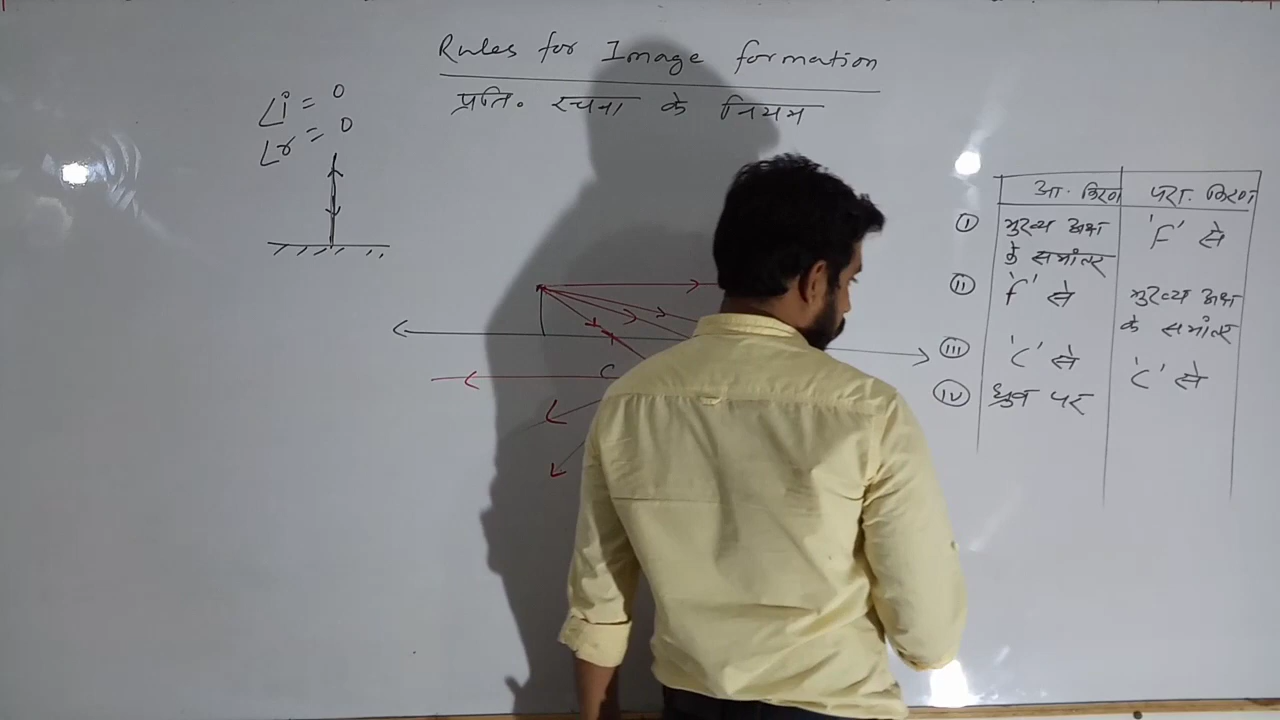 Rules for Image formation
प्रति॰ रचना के नियम
∠i = 0
∠r = 0
C
आ. किरण परा. किरण
(i) मुख्य अक्ष के समांतर 'F' से
(ii) 'f' से मुख्य अक्ष के समांतर
(iii) 'C' से 'C' से
(iv) ध्रुव पर